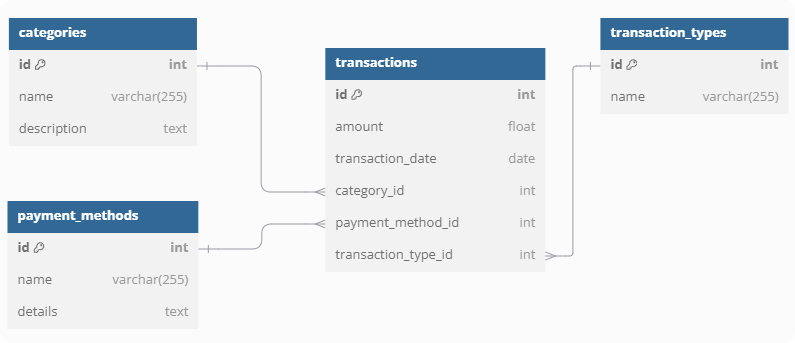 categories
id int
name varchar(255)
description text
payment_methods
id int
name varchar(255)
details text
transactions
id int
amount float
transaction_date date
category_id int
payment_method_id int
transaction_type_id int
transaction_types
id int
name varchar(255)